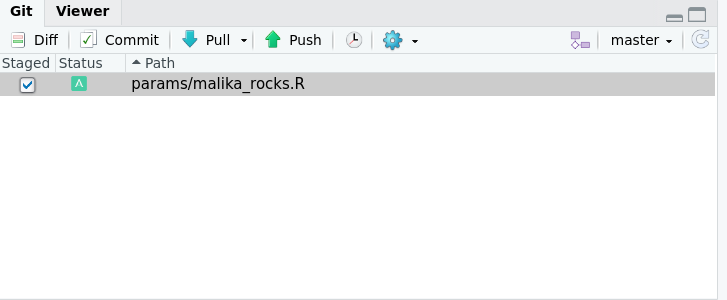 Git Viewer
Diff Commit Pull Push master
Staged Status Path
A params/malika_rocks.R